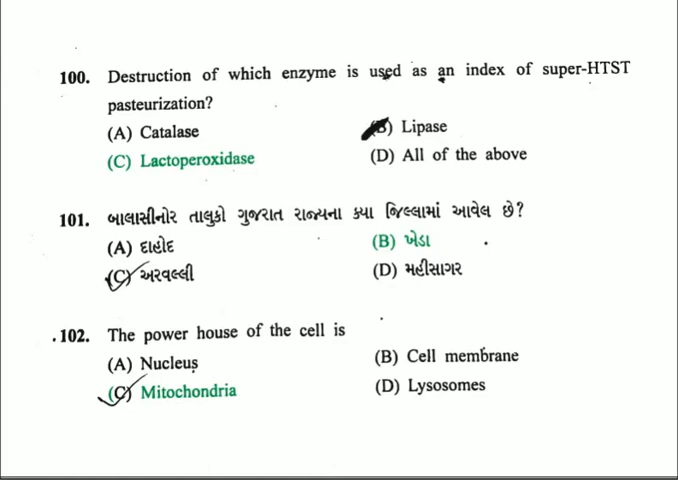 100. Destruction of which enzyme is used as an index of super-HTST
pasteurization?
(A) Catalase (B) Lipase
(C) Lactoperoxidase (D) All of the above
101. બાલાસીનોર તાલુકો ગુજરાત રાજ્યના ક્યા જિલ્લામાં આવેલ છે?
(A) દાહોદ (B) ખેડા
(C) અરવલ્લી (D) મહીસાગર
102. The power house of the cell is
(A) Nucleus (B) Cell membrane
(C) Mitochondria (D) Lysosomes